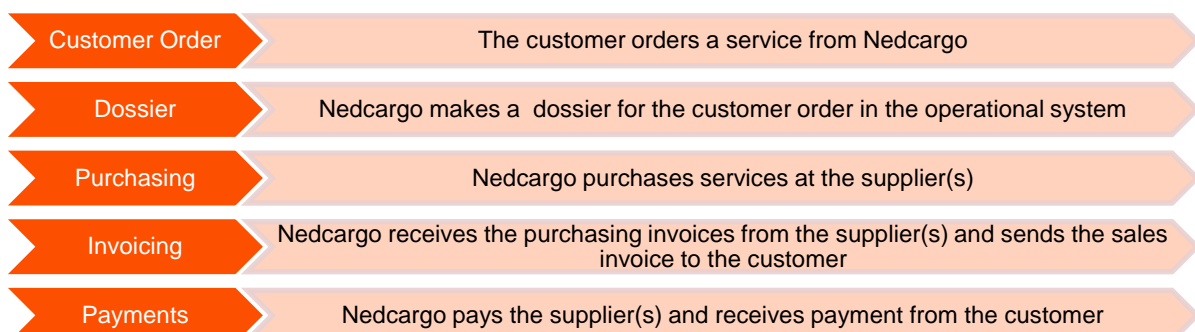 Customer Order
The customer orders a service from Nedcargo
Dossier
Nedcargo makes a  dossier for the customer order in the operational system
Purchasing
Nedcargo purchases services at the supplier(s)
Invoicing
Nedcargo receives the purchasing invoices from the supplier(s) and sends the sales
invoice to the customer
Payments
Nedcargo pays the supplier(s) and receives payment from the customer